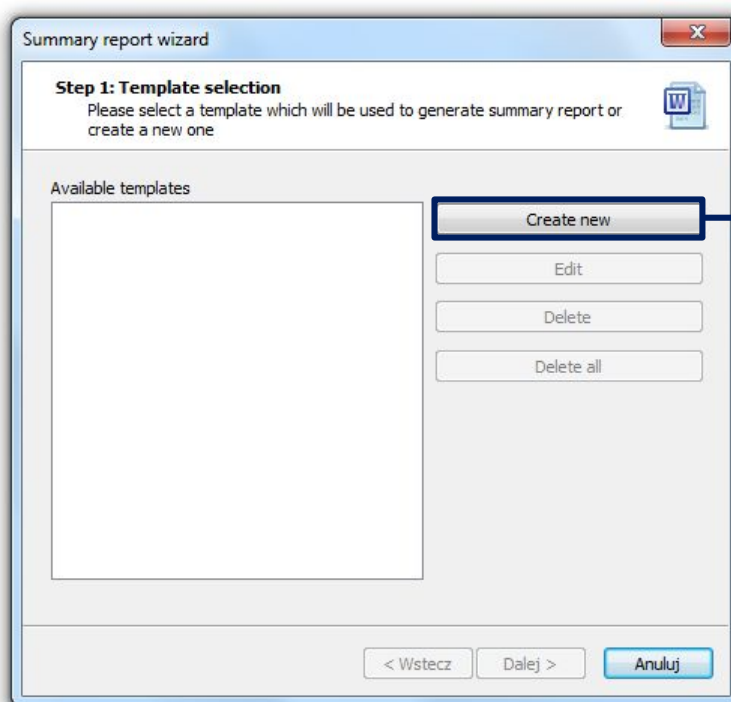 Summary report wizard
Step 1: Template selection
Please select a template which will be used to generate summary report or
create a new one
W
Available templates
Create new
Edit
Delete
Delete all
< Wstecz
Dalej >
Anuluj